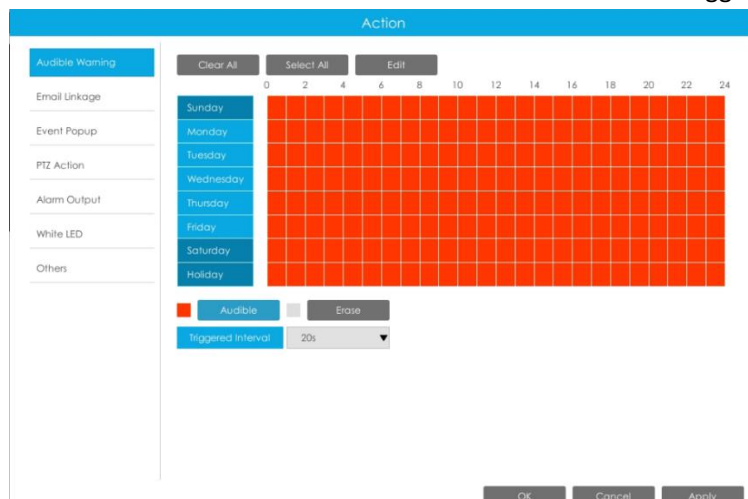 Action
Audible Warning
Email Linkage
Event Popup
PTZ Action
Alarm Output
White LED
Others
Clear All Select All Edit
0 2 4 6 8 10 12 14 16 18 20 22 24
Sunday
Monday
Tuesday
Wednesday
Thursday
Friday
Saturday
Holiday
Audible Erase
Triggered Interval 20s
OK Cancel Apply